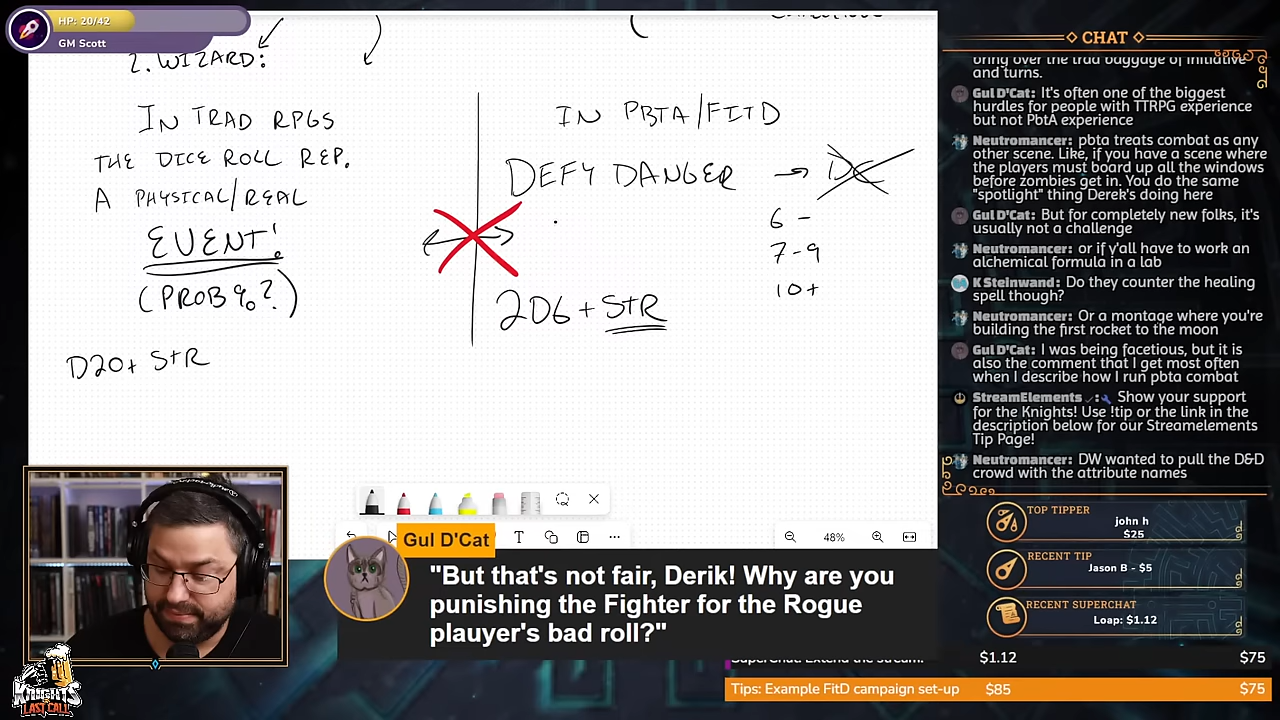 HP: 20/42
GM Scott
2. WIZARD:
IN TRAD RPGS
THE DICE ROLL REP.
A PHYSICAL/REAL
EVENT!
(PROB %?)
D20+ STR
IN PBTA/FITD
DEFY DANGER → DC
6 -
7-9
10+
2D6 + STR
48%
Gul D'Cat
"But that's not fair, Derik! Why are you
punishing the Fighter for the Rogue
plauyer's bad roll?"
KNIGHTS
LAST CALL
CHAT
bring over the trad baggage of initiative
and turns.
Gul D'Cat: It's often one of the biggest
hurdles for people with TTRPG experience
but not PbtA experience
Neutromancer: pbta treats combat as any
other scene. Like, if you have a scene where
the players must board up all the windows
before zombies get in. You do the same
"spotlight" thing Derek's doing here
Gul D'Cat: But for completely new folks, it's
usually not a challenge
Neutromancer: or if y'all have to work an
alchemical formula in a lab
K Steinwand: Do they counter the healing
spell though?
Neutromancer: Or a montage where you're
building the first rocket to the moon
Gul D'Cat: I was being facetious, but it is
also the comment that I get most often
when I describe how I run pbta combat
StreamElements: Show your support
for the Knights! Use !tip or the link in the
description below for our Streamelements
Tip Page!
Neutromancer: DW wanted to pull the D&D
crowd with the attribute names
TOP TIPPER
john h
$25
RECENT TIP
Jason B - $5
RECENT SUPERCHAT
Loap: $1.12
SuperChat: Extend the stream! $1.12 $75
Tips: Example FitD campaign set-up $85 $75